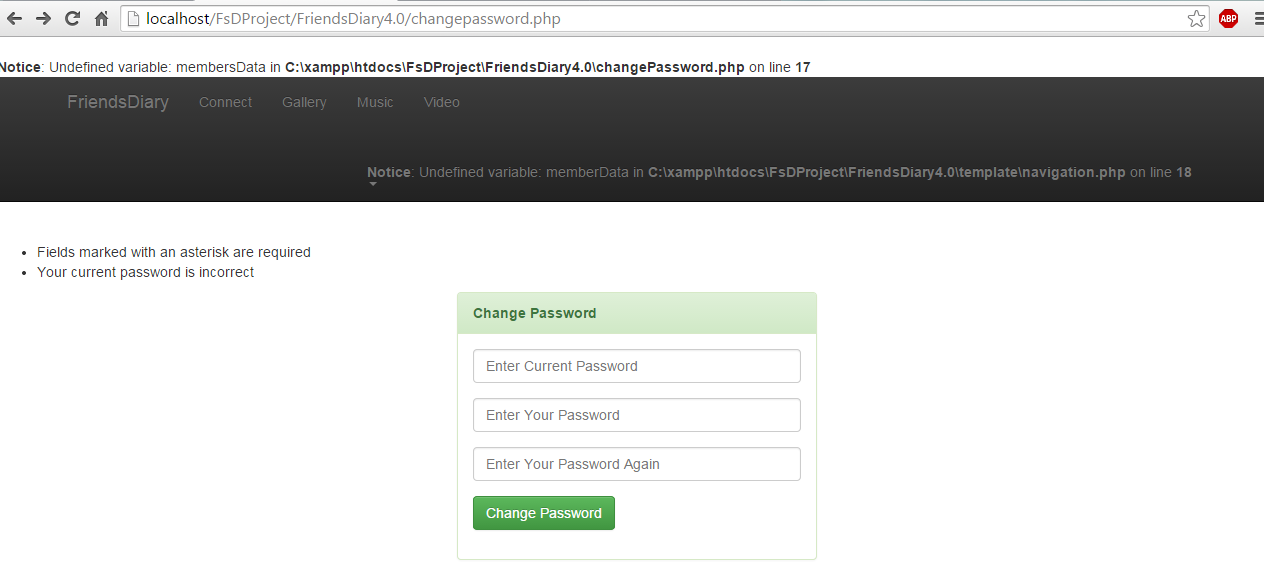 localhost/FsDProject/FriendsDiary4.0/changepassword.php
ABP
Notice: Undefined variable: membersData in C:\xampp\htdocs\FsDProject\FriendsDiary4.0\changePassword.php on line 17
FriendsDiary Connect Gallery Music Video
Notice: Undefined variable: memberData in C:\xampp\htdocs\FsDProject\FriendsDiary4.0\template\navigation.php on line 18
Fields marked with an asterisk are required
Your current password is incorrect
Change Password
Enter Current Password
Enter Your Password
Enter Your Password Again
Change Password